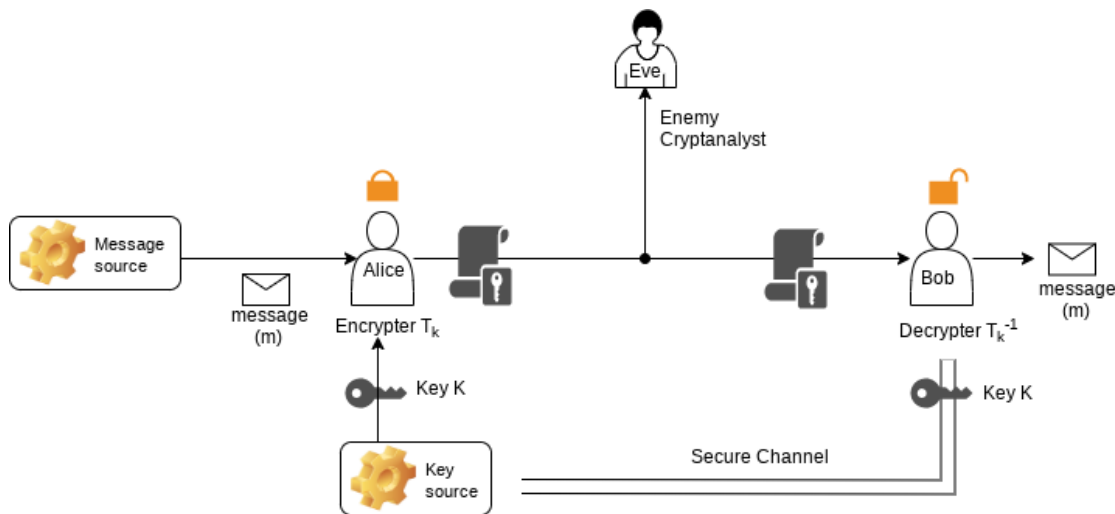 Eve
Enemy
Cryptanalyst
Message
source
Alice
Bob
message
(m)
message
(m)
Encrypter Tk
Decrypter Tk-1
Key K
Key K
Key
source
Secure Channel